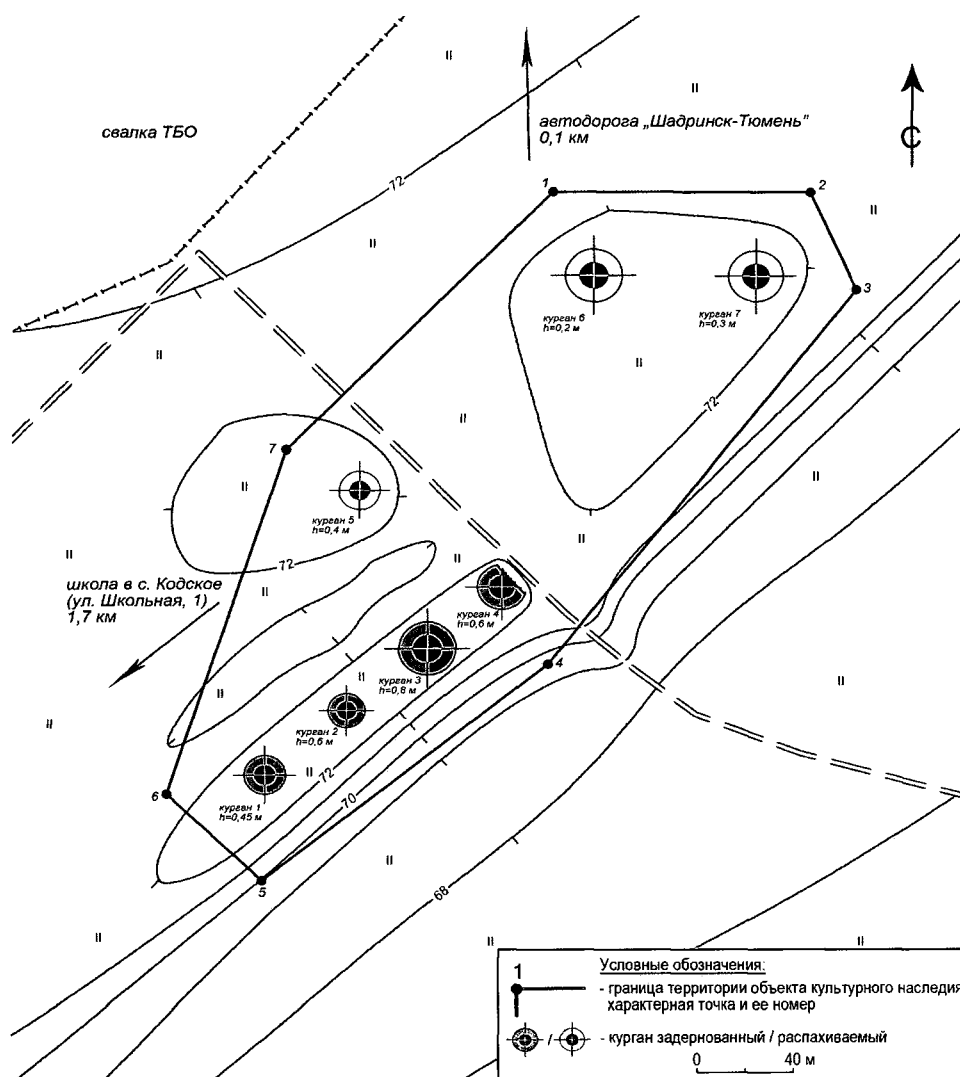 свалка ТБО
автодорога „Шадринск-Тюмень"
0,1 км
С
72
1
2
3
курган 6
h=0,2 м
курган 7
h=0,3 м
72
7
курган 5
h=0,4 м
72
школа в с. Кодское
(ул. Школьная, 1)
1,7 км
курган 4
h=0,6 м
4
курган 3
h=0,8 м
курган 2
h=0,6 м
72
курган 1
h=0,45 м
70
6
5
68
Условные обозначения:
1
- граница территории объекта культурного наследия
характерная точка и ее номер
/
- курган задернованный / распахиваемый
0 40 м